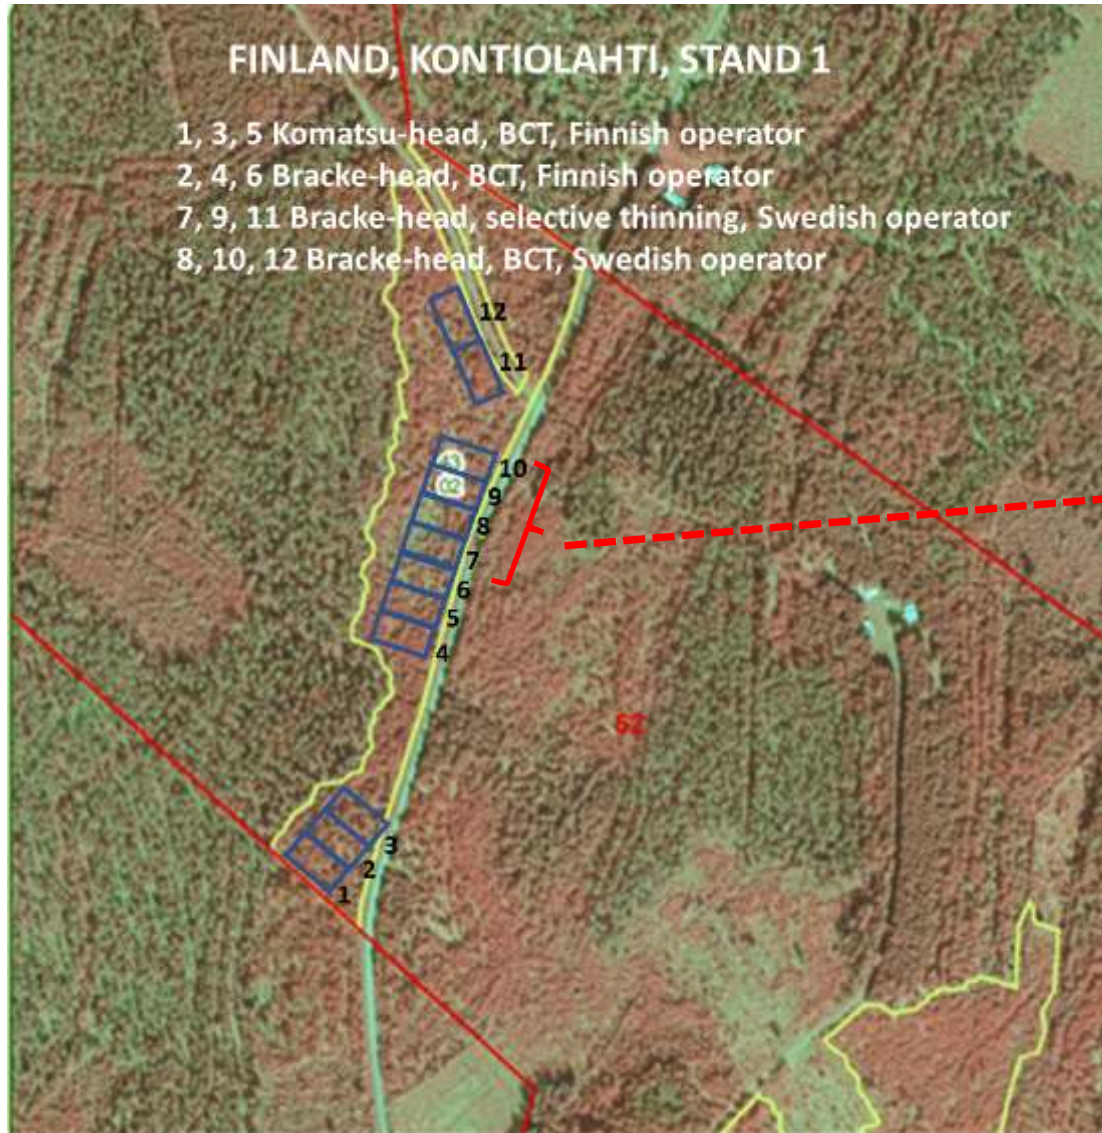 FINLAND, KONTIOLAHTI, STAND 1
1, 3, 5 Komatsu-head, BCT, Finnish operator
2, 4, 6 Bracke-head, BCT, Finnish operator
7, 9, 11 Bracke-head, selective thinning, Swedish operator
8, 10, 12 Bracke-head, BCT, Swedish operator
12
11
10
9
8
7
6
5
4
62
3
2
1